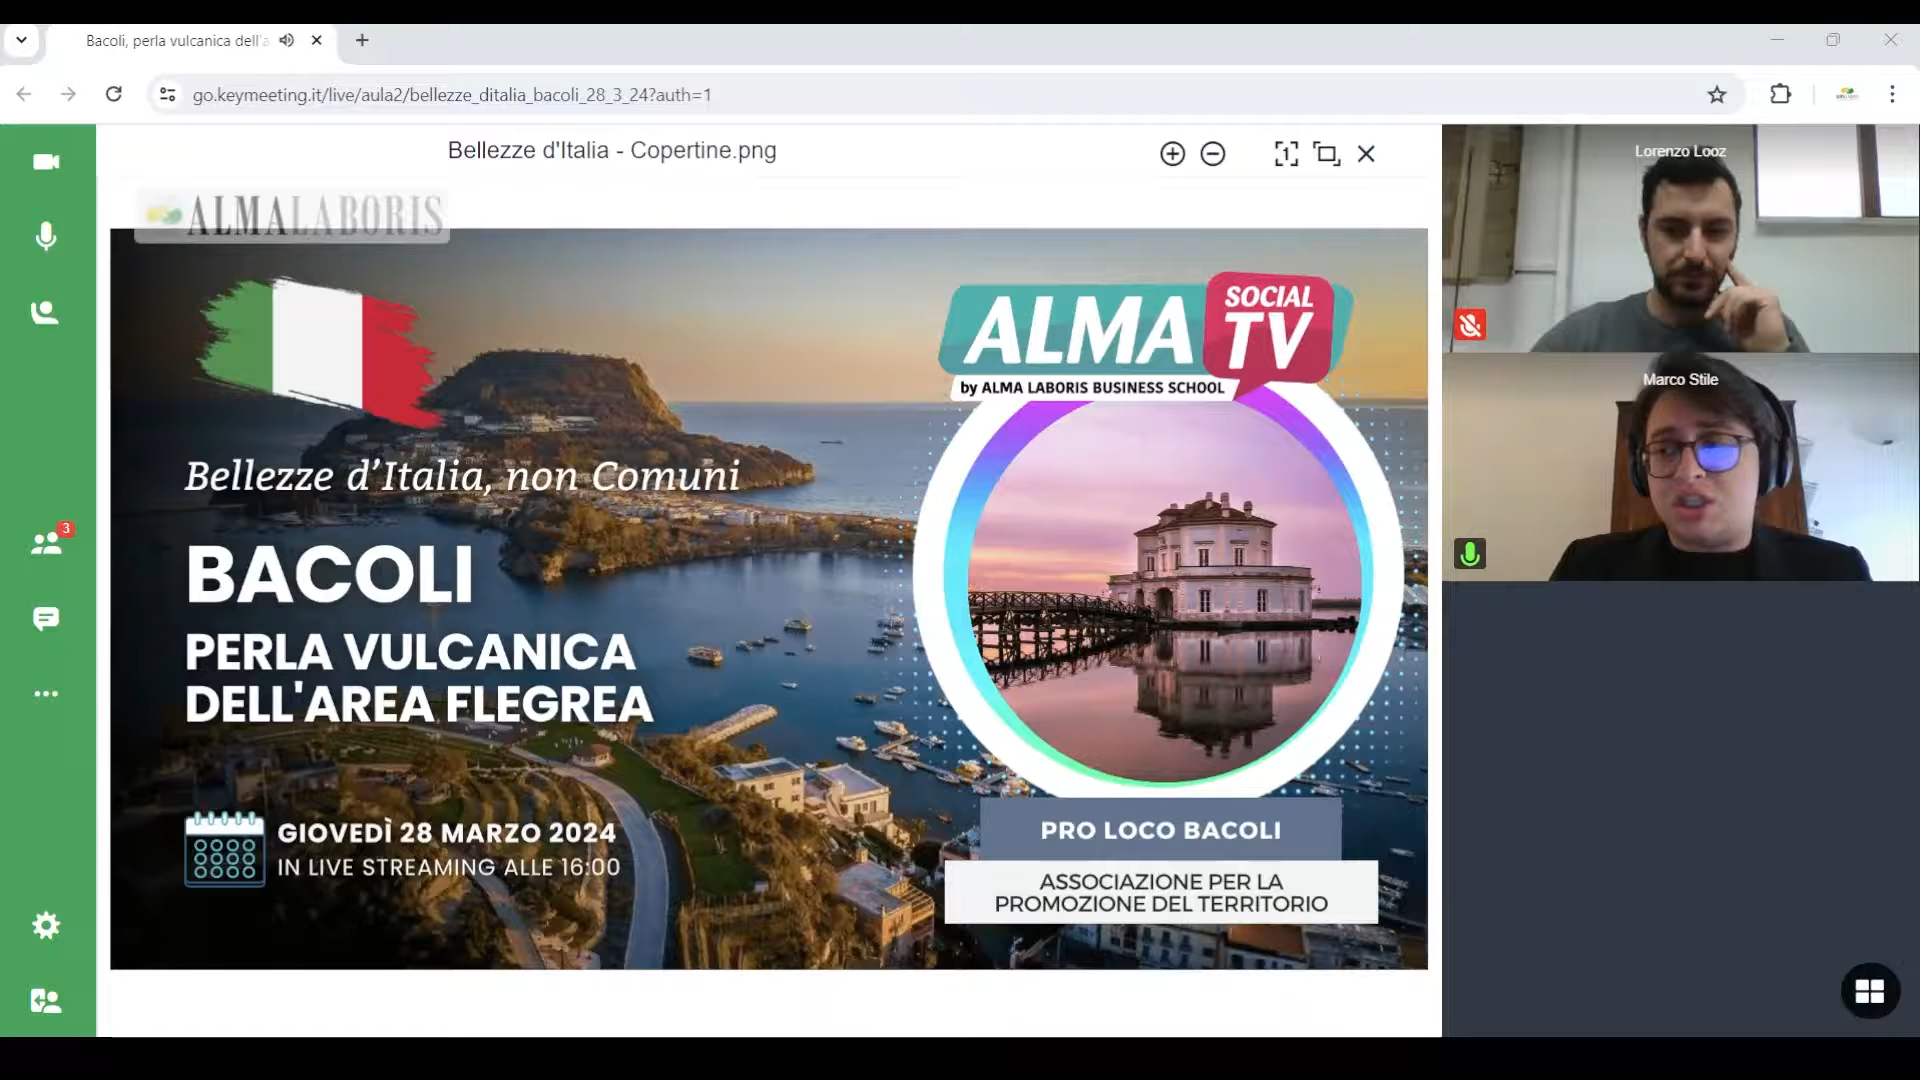 Bacoli, perla vulcanica dell'a
go.keymeeting.it/live/aula2/bellezze_ditalia_bacoli_28_3_24?auth=1
Bellezze d'Italia - Copertine.png
1
ALMALABORIS
ALMA
SOCIAL
TV
by ALMA LABORIS BUSINESS SCHOOL
Bellezze d'Italia, non Comuni
BACOLI
PERLA VULCANICA
DELL'AREA FLEGREA
GIOVEDÌ 28 MARZO 2024
IN LIVE STREAMING ALLE 16:00
PRO LOCO BACOLI
ASSOCIAZIONE PER LA
PROMOZIONE DEL TERRITORIO
3
Lorenzo Looz
Marco Stile